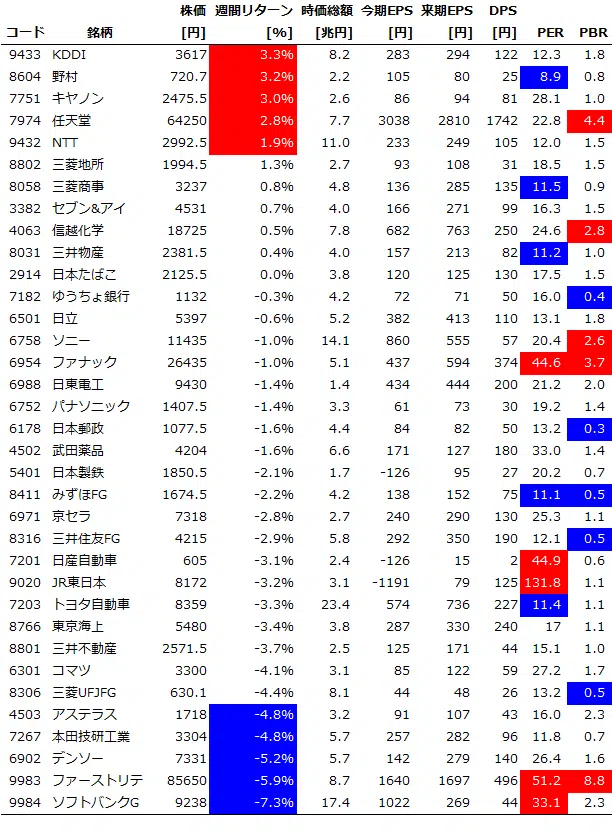 株価 週間リターン 時価総額 今期EPS 来期EPS DPS
コード 銘柄 [円] [%] [兆円] [円] [円] [円] PER PBR
9433 KDDI 3617 3.3% 8.2 283 294 122 12.3 1.8
8604 野村 720.7 3.2% 2.2 105 80 25 8.9 0.8
7751 キヤノン 2475.5 3.0% 2.6 86 94 81 28.1 1.0
7974 任天堂 64250 2.8% 7.7 3038 2810 1742 22.8 4.4
9432 NTT 2992.5 1.9% 11.0 233 249 105 12.0 1.5
8802 三菱地所 1994.5 1.3% 2.7 93 108 31 18.5 1.5
8058 三菱商事 3237 0.8% 4.8 136 285 135 11.5 0.9
3382 セブン&アイ 4531 0.7% 4.0 166 271 99 16.3 1.5
4063 信越化学 18725 0.5% 7.8 682 763 250 24.6 2.8
8031 三井物産 2381.5 0.4% 4.0 157 213 82 11.2 1.0
2914 日本たばこ 2125.0 0.0% 3.8 120 125 130 17.5 1.5
7182 ゆうちょ銀行 1132 -0.3% 4.2 72 71 50 16.0 0.4
6501 日立 5397 -0.6% 5.2 382 413 110 13.1 1.8
6758 ソニー 11435 -1.0% 14.1 860 555 57 20.4 2.6
6954 ファナック 26435 -1.0% 5.1 437 594 374 44.6 3.7
6988 日東電工 9430 -1.4% 1.4 434 444 200 21.2 2.0
6752 パナソニック 1407.5 -1.4% 3.3 61 73 30 19.2 1.4
6178 日本郵政 1077.5 -1.6% 4.4 84 82 50 13.2 0.3
4502 武田薬品 4204 -1.6% 6.6 171 127 180 33.0 1.4
5401 日本製鉄 1850.5 -2.1% 1.7 -126 95 27 20.2 0.7
8411 みずほFG 1674.5 -2.2% 4.2 138 152 75 11.1 0.5
6971 京セラ 7318 -2.8% 2.7 240 290 130 25.3 1.1
8316 三井住友FG 4215 -2.9% 5.8 292 350 190 12.1 0.5
7201 日産自動車 605 -3.1% 2.4 -126 15 2 44.9 0.6
9020 JR東日本 8172 -3.2% 3.1 -1191 79 125 131.8 1.1
7203 トヨタ自動車 8359 -3.3% 23.4 574 736 227 11.4 1.1
8766 東京海上 5480 -3.4% 3.8 287 330 240 17 1.1
8801 三井不動産 2571.5 -3.7% 2.5 125 171 44 15.1 1.0
6301 コマツ 3300 -4.1% 3.1 85 122 59 27.2 1.7
8306 三菱UFJFG 630.1 -4.4% 8.1 44 48 26 13.2 0.5
4503 アステラス 1718 -4.8% 3.2 91 107 43 16.0 2.3
7267 本田技研工業 3304 -4.8% 5.7 257 282 96 11.8 0.7
6902 デンソー 7331 -5.2% 5.7 142 279 140 26.4 1.6
9983 ファーストリテ 85650 -5.9% 8.7 1640 1697 496 51.2 8.8
9984 ソフトバンクG 9238 -7.3% 17.4 1022 269 44 33.1 2.3